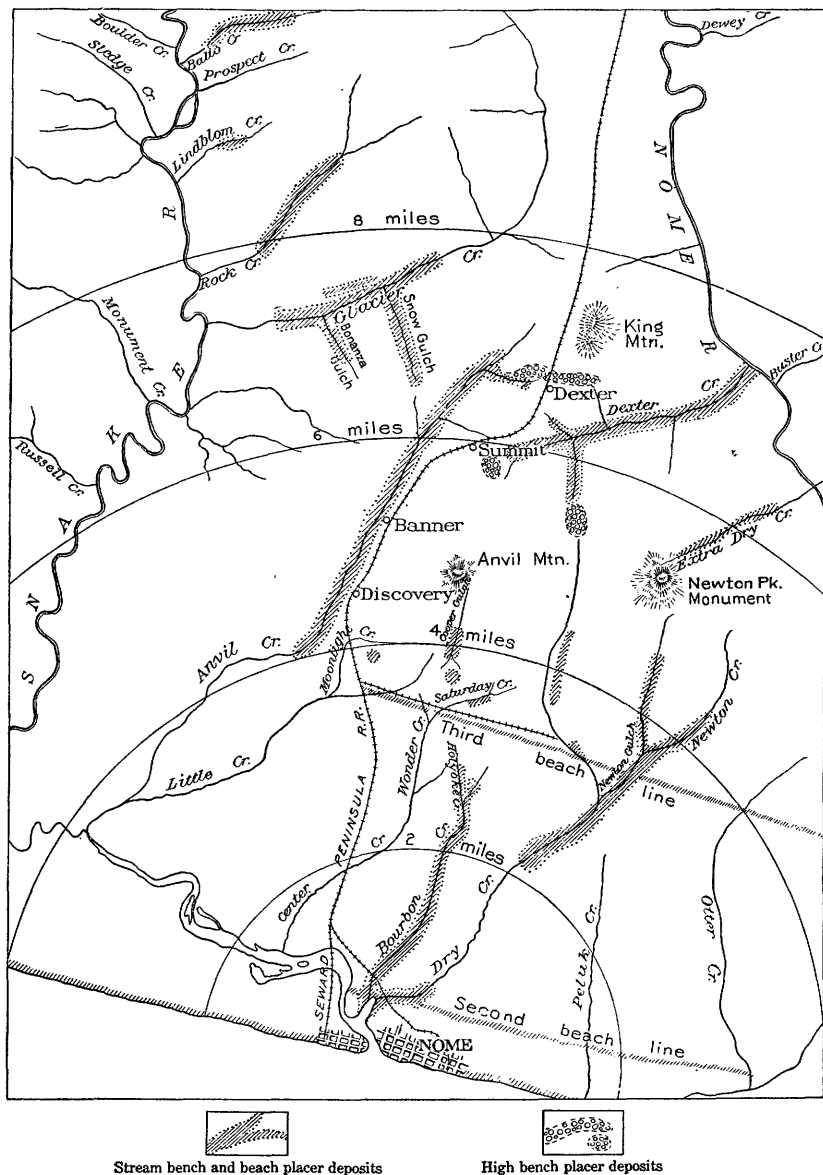 Boulder Cr.
Balls Cr.
Sledge Cr.
Prospect Cr.
Lindblom Cr.
Dewey Cr.
NOME R
SNAKE R
8 miles
Rock Cr.
Glacier Cr.
Snow Gulch
Bonanza Gulch
King Mtn.
Monument Cr.
Buster Cr.
Dexter
Dexter Cr.
6 miles
Summit
Russell Cr.
Banner
Anvil Mtn.
Extra Dry Cr.
Newton Pk. Monument
Discovery
Anvil Cr.
Moonlight Cr.
4 miles
Saturday Cr.
Newton Cr.
Newton Gulch
Third beach line
Little Cr.
Wonder Cr.
Holyoke Cr.
SEWARD PENINSULA R.R.
2 miles
Center Cr.
Bourbon Cr.
Dry Cr.
Peluk Cr.
Otter Cr.
Second beach line
NOME
Stream bench and beach placer deposits
High bench placer deposits